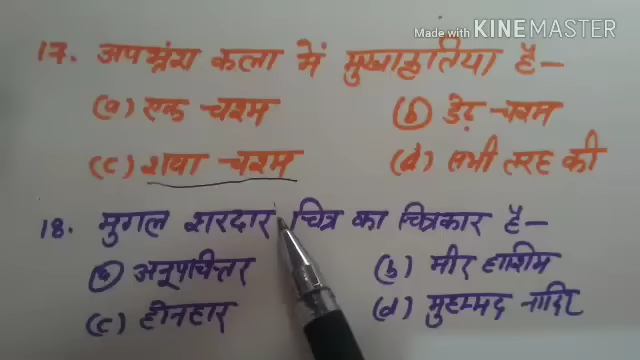 Made with KINEMASTER
17. अपभ्रंश कला में मुखाकृतिया है—
(a) एक चश्म (b) डेढ़ चश्म
(c) सवा चश्म (d) सभी तरह की
18. मुगल शरदार चित्र का चित्रकार है—
(a) अनूपचित्तर (b) मीर हाशिम
(c) हीनहार (d) मुहम्मद नादिर